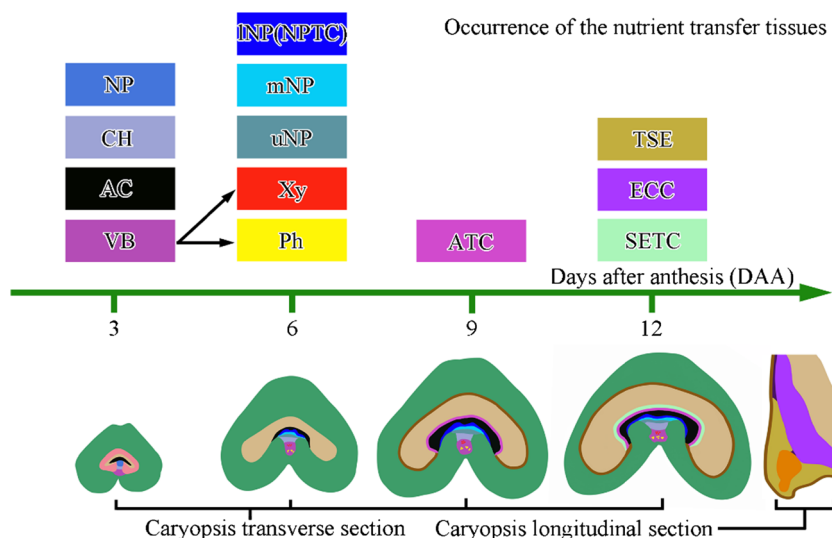 Occurrence of the nutrient transfer tissues
lNP(NPTC)
NP
mNP
CH
uNP
TSE
AC
Xy
ECC
VB
Ph
ATC
SETC
Days after anthesis (DAA)
3
6
9
12
Caryopsis transverse section
Caryopsis longitudinal section